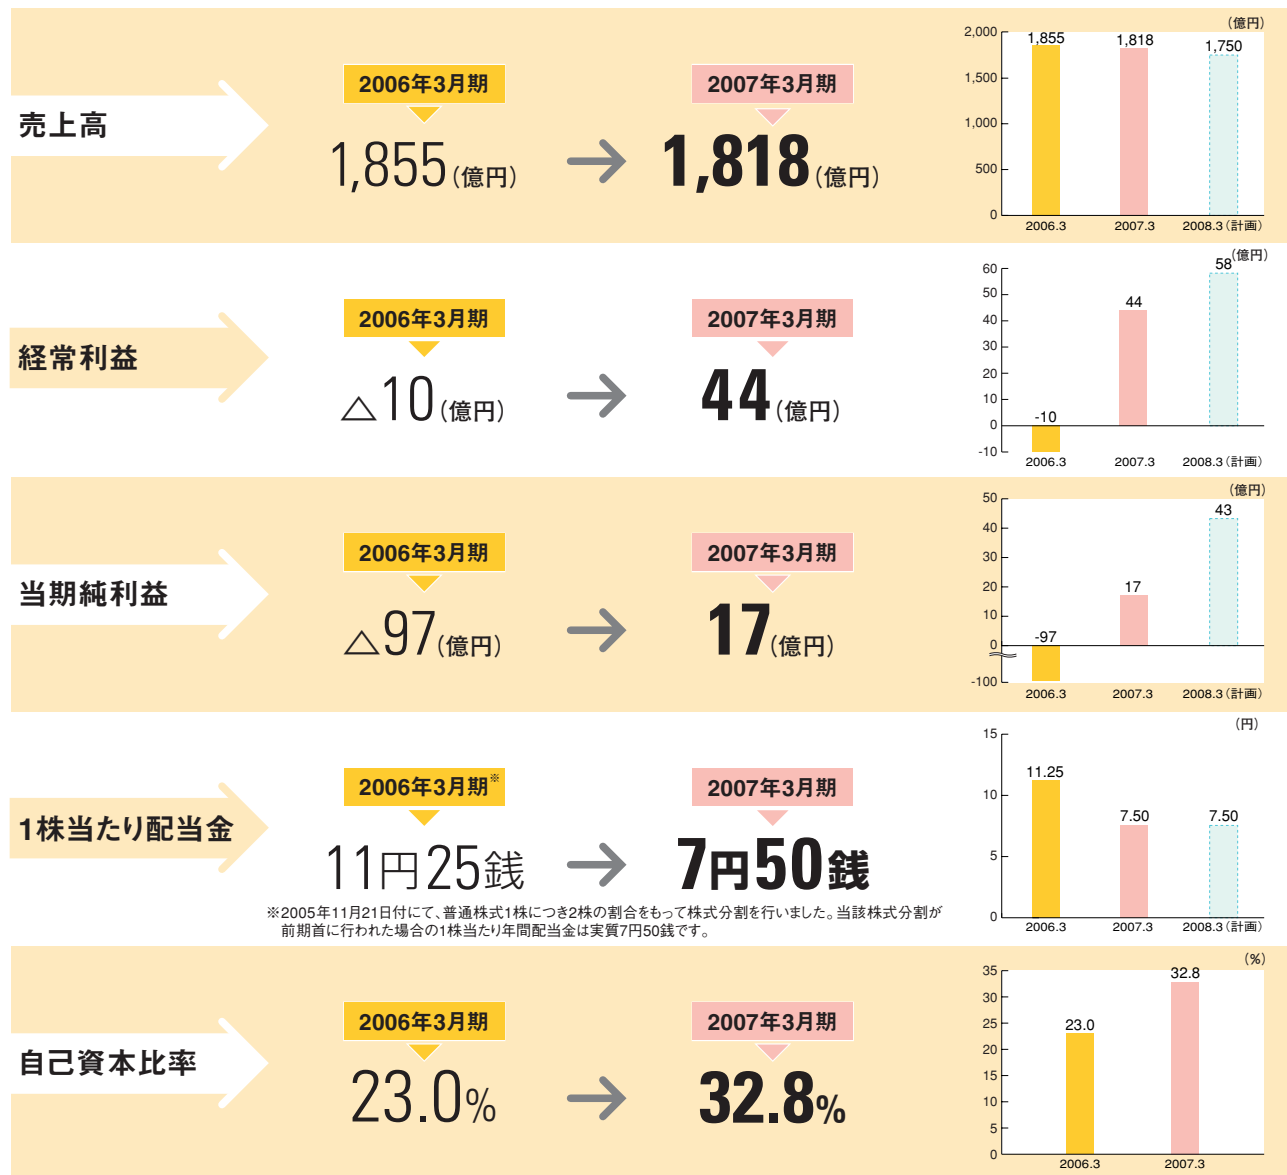 売上高
2006年3月期
1,855(億円)
2007年3月期
1,818(億円)
(億円)
2,000
1,500
1,000
500
0
1,855
1,818
1,750
2006.3
2007.3
2008.3(計画)
経常利益
2006年3月期
△10(億円)
2007年3月期
44(億円)
(億円)
60
50
40
30
20
10
0
-10
-10
44
58
2006.3
2007.3
2008.3(計画)
当期純利益
2006年3月期
△97(億円)
2007年3月期
17(億円)
(億円)
50
40
30
20
10
0
-100
-97
17
43
2006.3
2007.3
2008.3(計画)
1株当たり配当金
2006年3月期※
11円25銭
2007年3月期
7円50銭
※2005年11月21日付にて、普通株式1株につき2株の割合をもって株式分割を行いました。当該株式分割が
前期首に行われた場合の1株当たり年間配当金は実質7円50銭です。
(円)
15
10
5
0
11.25
7.50
7.50
2006.3
2007.3
2008.3(計画)
自己資本比率
2006年3月期
23.0%
2007年3月期
32.8%
(%)
35
30
25
20
15
10
5
0
23.0
32.8
2006.3
2007.3